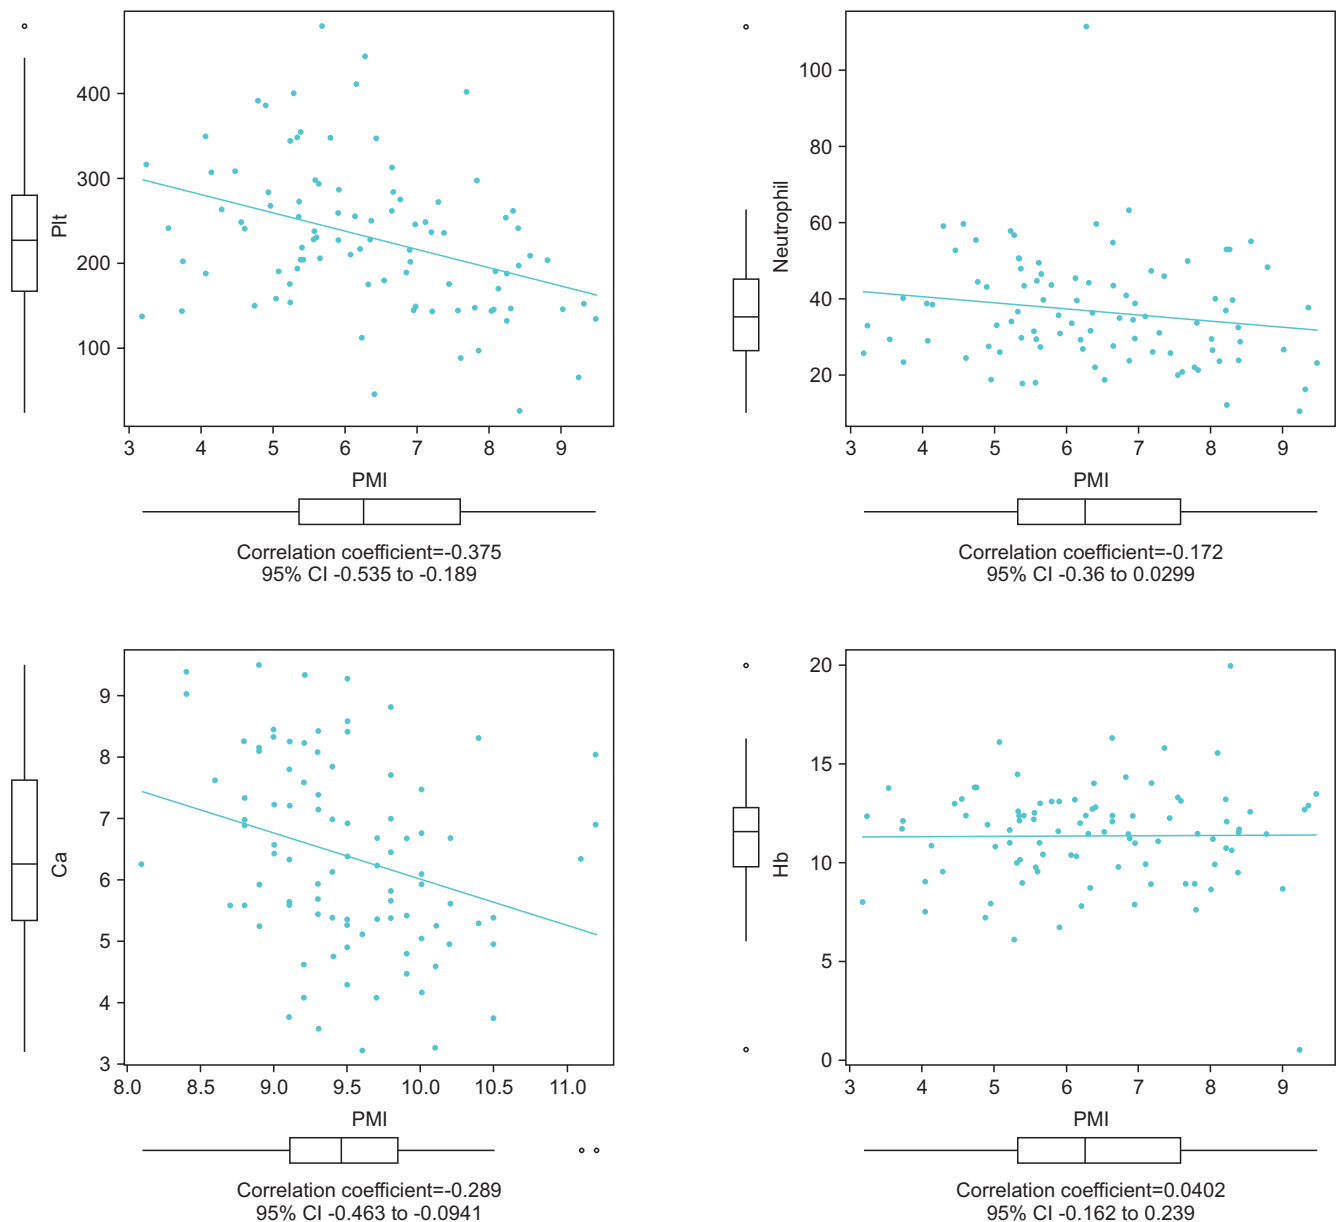 400
300
200
100
Plt
3 4 5 6 7 8 9
PMI
Correlation coefficient=-0.375
95% CI -0.535 to -0.189
100
80
60
40
20
Neutrophil
3 4 5 6 7 8 9
PMI
Correlation coefficient=-0.172
95% CI -0.36 to 0.0299
9
8
7
6
5
4
3
Ca
8.0 8.5 9.0 9.5 10.0 10.5 11.0
PMI
Correlation coefficient=-0.289
95% CI -0.463 to -0.0941
20
15
10
5
0
Hb
3 4 5 6 7 8 9
PMI
Correlation coefficient=0.0402
95% CI -0.162 to 0.239